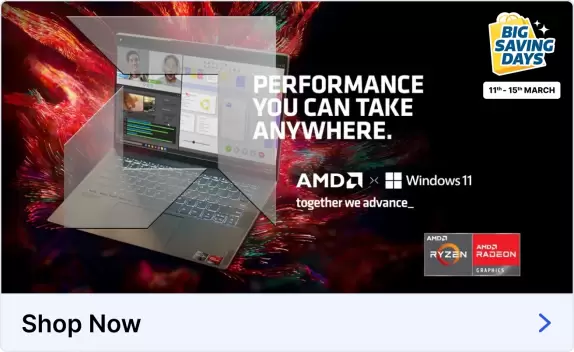 BIG
SAVING
DAYS
11th - 15th MARCH
PERFORMANCE
YOU CAN TAKE
ANYWHERE.
AMD × Windows 11
together we advance_
AMD
RYZEN
AMD
RADEON
GRAPHICS
Shop Now